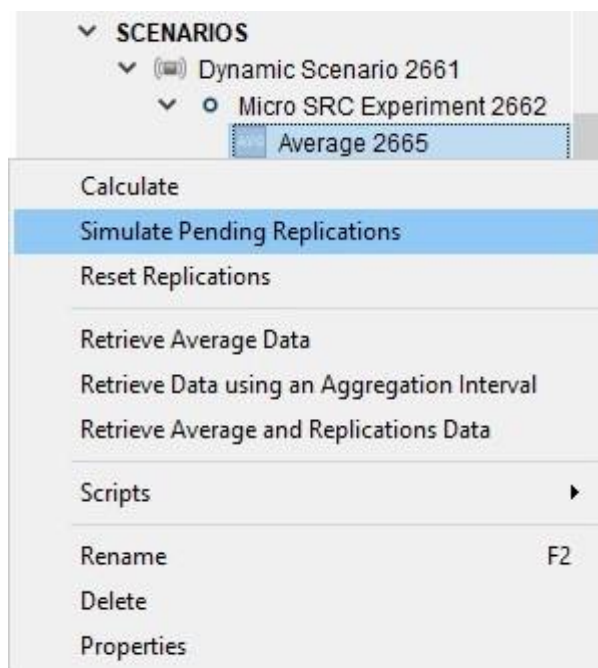 SCENARIOS
Dynamic Scenario 2661
Micro SRC Experiment 2662
Average 2665
Calculate
Simulate Pending Replications
Reset Replications
Retrieve Average Data
Retrieve Data using an Aggregation Interval
Retrieve Average and Replications Data
Scripts
Rename F2
Delete
Properties